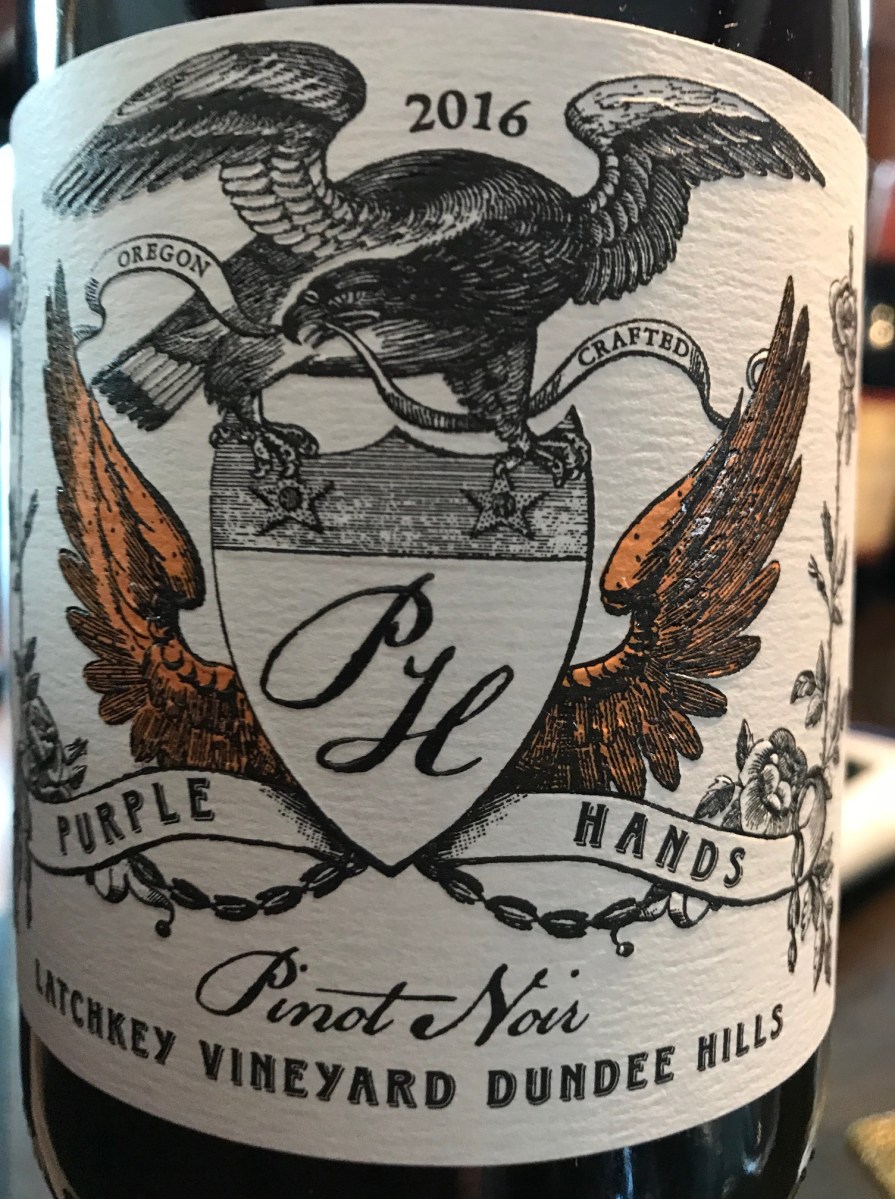 2016
OREGON
CRAFTED
PH
PURPLE HANDS
Pinot Noir
LATCHKEY VINEYARD DUNDEE HILLS